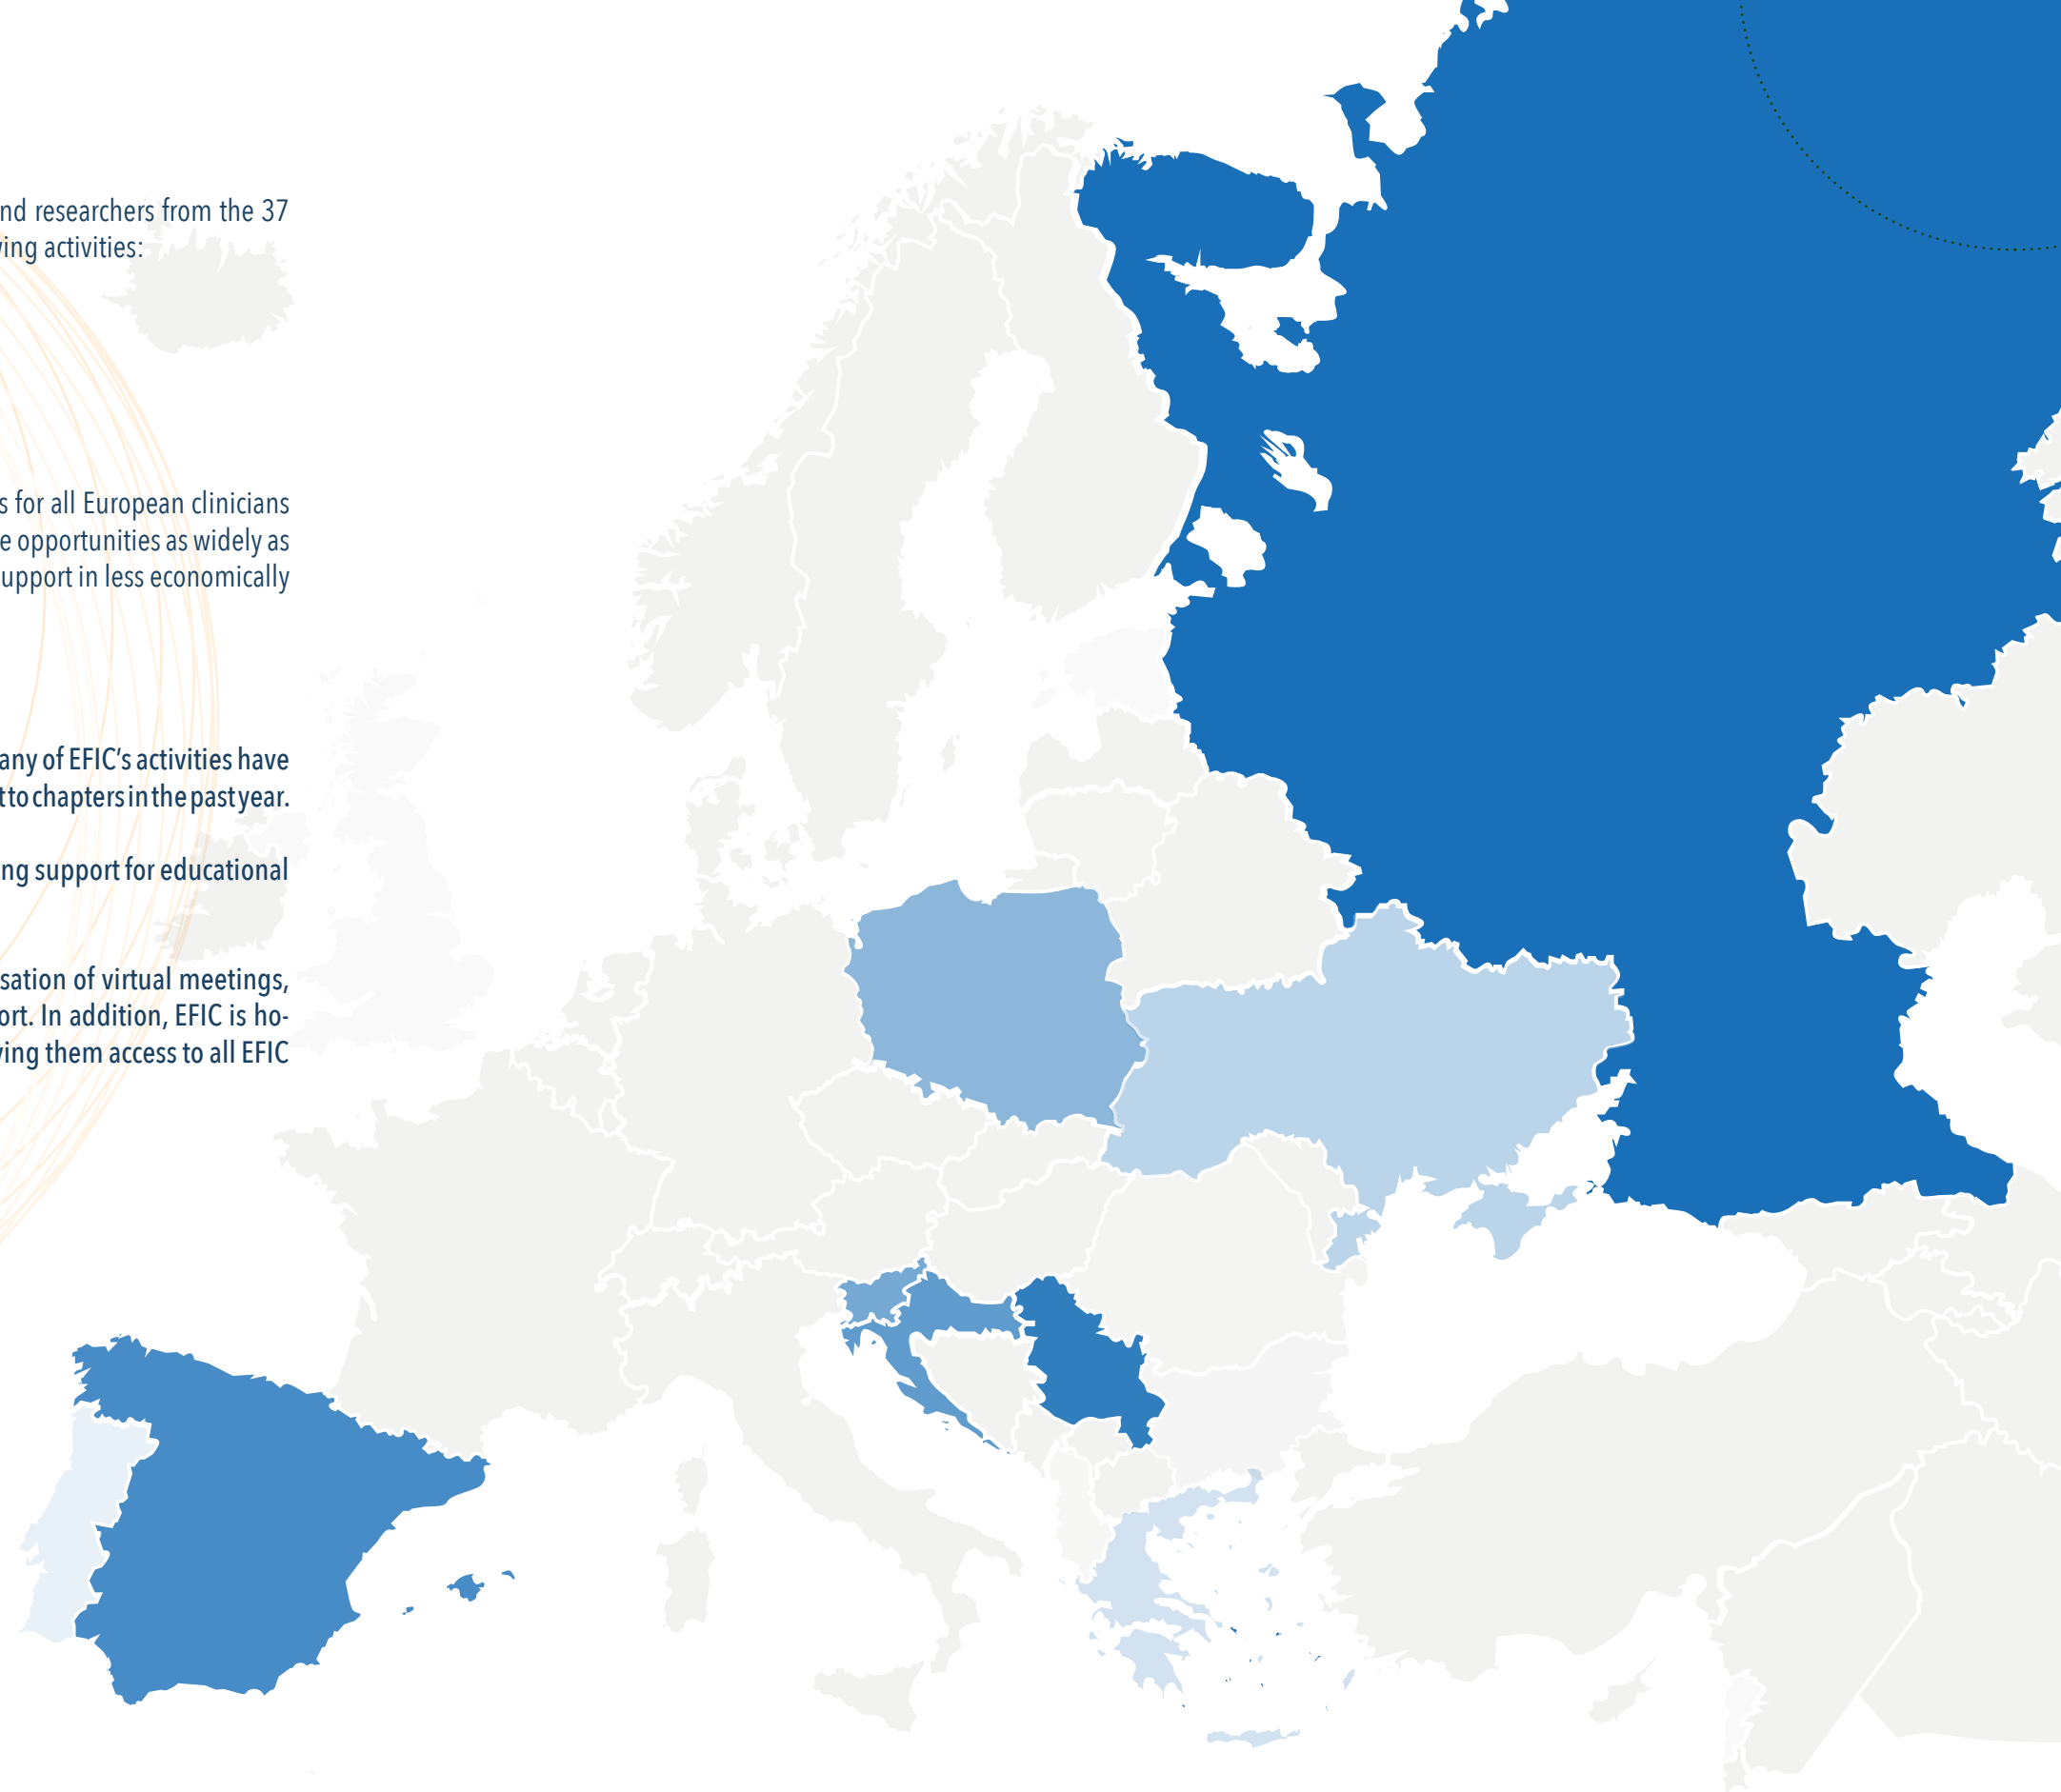 researchers from the 37
activities:
s for all European clinicians
e opportunities as widely as
upport in less economically
any of EFIC's activities have
t to chapters in the past year.
ng support for educational
sation of virtual meetings,
ort. In addition, EFIC is ho-
ving them access to all EFIC